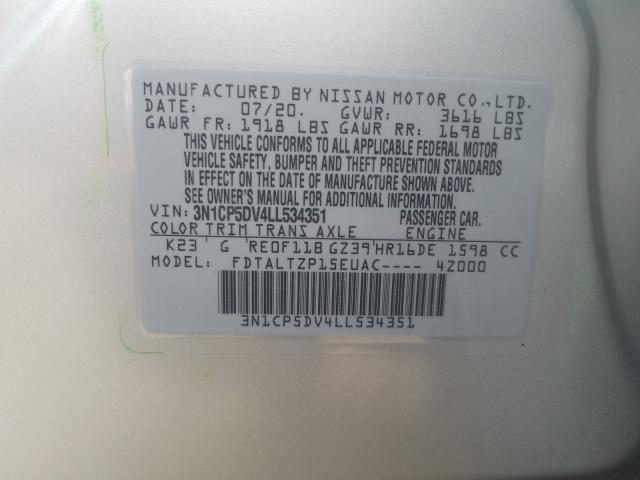 MANUFACTURED BY NISSAN MOTOR CO.,LTD.
DATE: 07/20. GVWR: 3616 LBS
GAWR FR: 1918 LBS GAWR RR: 1698 LBS
THIS VEHICLE CONFORMS TO ALL APPLICABLE FEDERAL MOTOR
VEHICLE SAFETY, BUMPER AND THEFT PREVENTION STANDARDS
IN EFFECT ON THE DATE OF MANUFACTURE SHOWN ABOVE.
SEE OWNER'S MANUAL FOR ADDITIONAL INFORMATION.
VIN: 3N1CP5DV4LL534351 PASSENGER CAR.
COLOR TRIM TRANS AXLE ENGINE
K23 G RE0F11B GZ39 HR16DE 1598 CC
MODEL: FDTALTZP15EUAC---- 42000
3N1CP5DV4LL534351